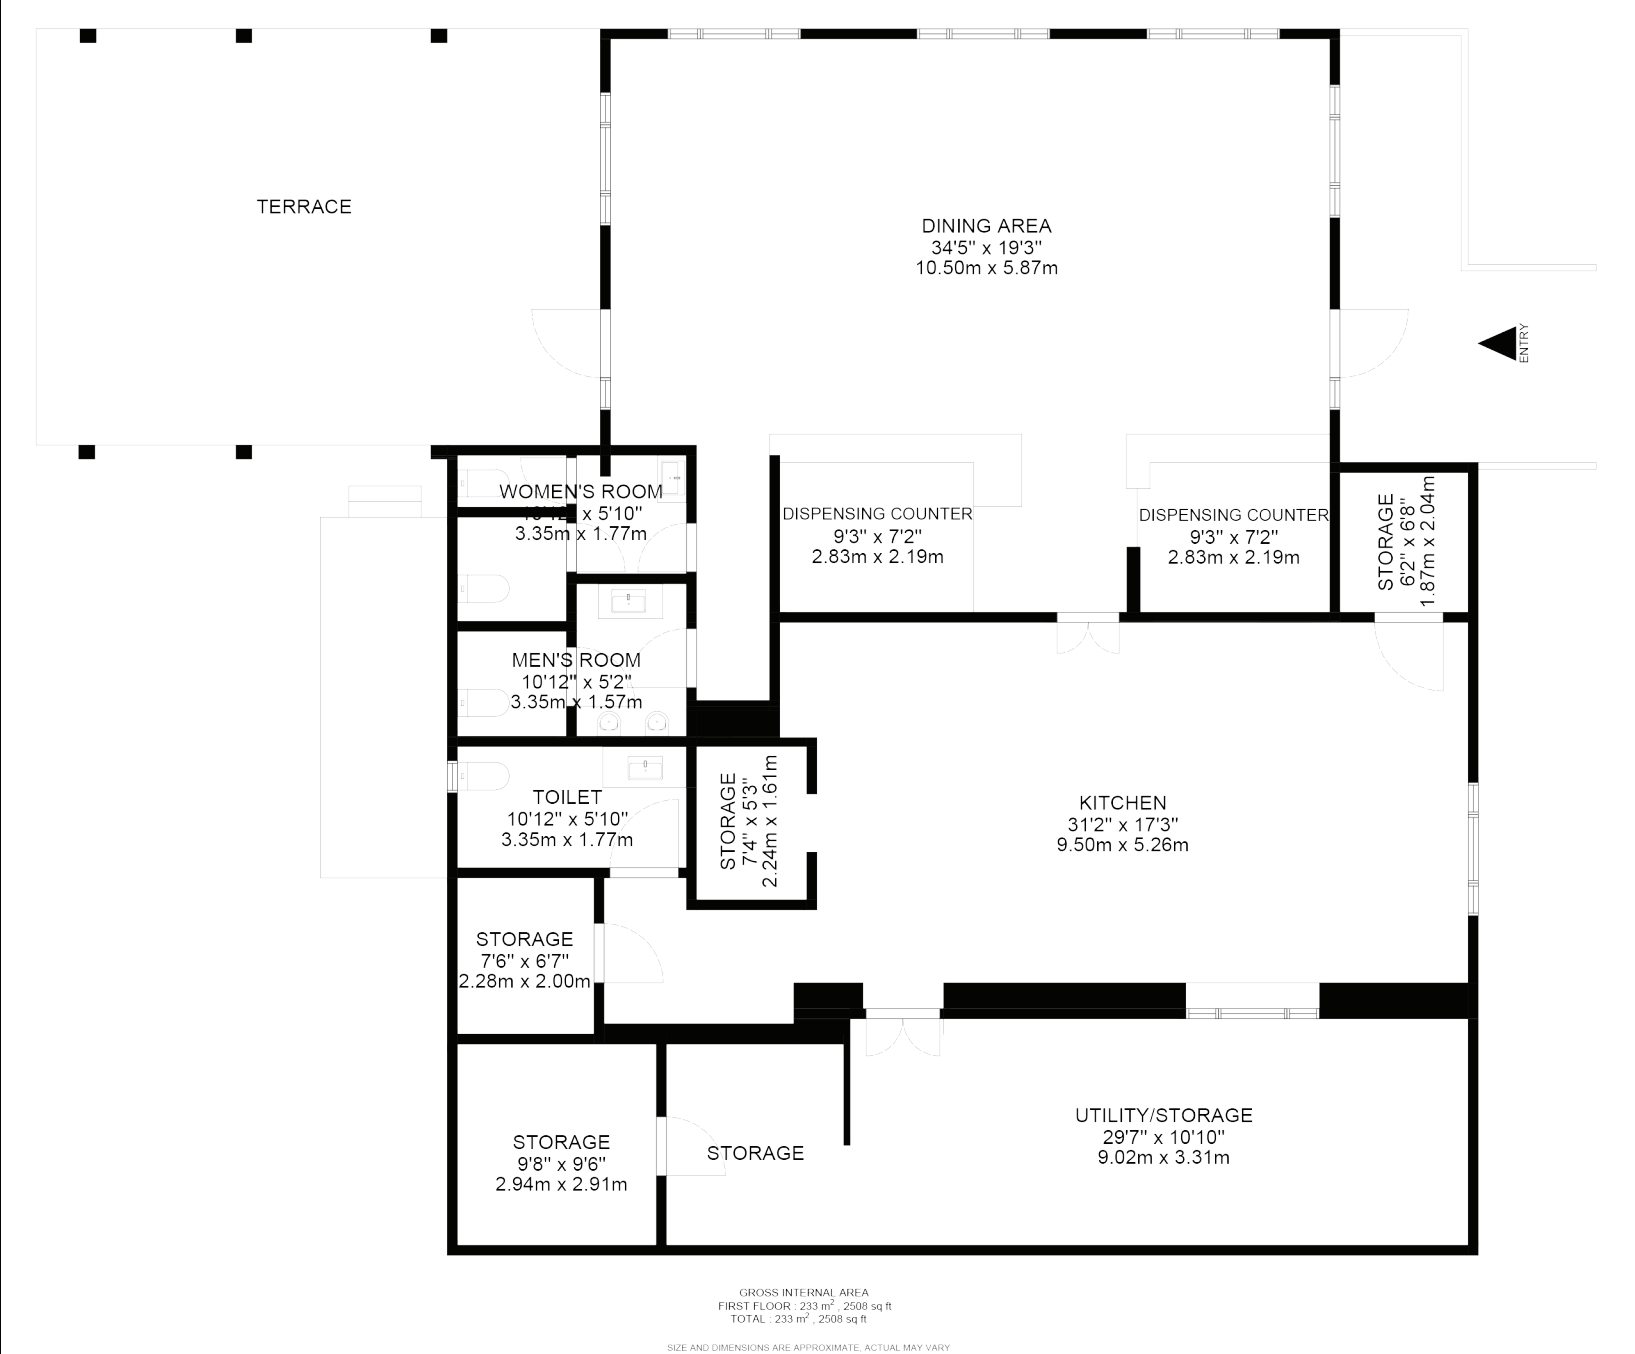 TERRACE
DINING AREA
34'5" x 19'3"
10.50m x 5.87m
ENTRY
WOMEN'S ROOM
10'12" x 5'10"
3.35m x 1.77m
DISPENSING COUNTER
9'3" x 7'2"
2.83m x 2.19m
DISPENSING COUNTER
9'3" x 7'2"
2.83m x 2.19m
STORAGE
6'2" x 6'8"
1.87m x 2.04m
MEN'S ROOM
10'12" x 5'2"
3.35m x 1.57m
TOILET
10'12" x 5'10"
3.35m x 1.77m
STORAGE
7'4" x 5'3"
2.24m x 1.61m
KITCHEN
31'2" x 17'3"
9.50m x 5.26m
STORAGE
7'6" x 6'7"
2.28m x 2.00m
STORAGE
9'8" x 9'6"
2.94m x 2.91m
STORAGE
UTILITY/STORAGE
29'7" x 10'10"
9.02m x 3.31m
GROSS INTERNAL AREA
FIRST FLOOR : 233 m², 2508 sq ft
TOTAL : 233 m², 2508 sq ft
SIZE AND DIMENSIONS ARE APPROXIMATE, ACTUAL MAY VARY